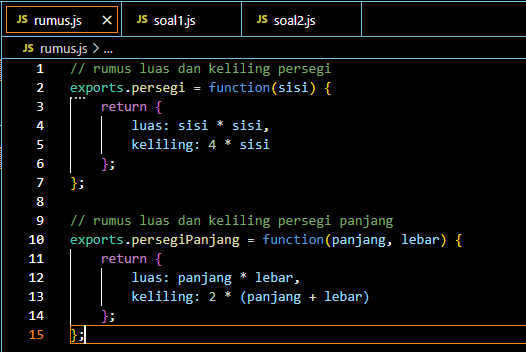 JS rumus.js × JS soal1.js JS soal2.js
JS rumus.js > ...
1 // rumus luas dan keliling persegi
2 exports.persegi = function(sisi) {
3     return {
4         luas: sisi * sisi,
5         keliling: 4 * sisi
6     };
7 };
8
9 // rumus luas dan keliling persegi panjang
10 exports.persegiPanjang = function(panjang, lebar) {
11     return {
12         luas: panjang * lebar,
13         keliling: 2 * (panjang + lebar)
14     };
15 };